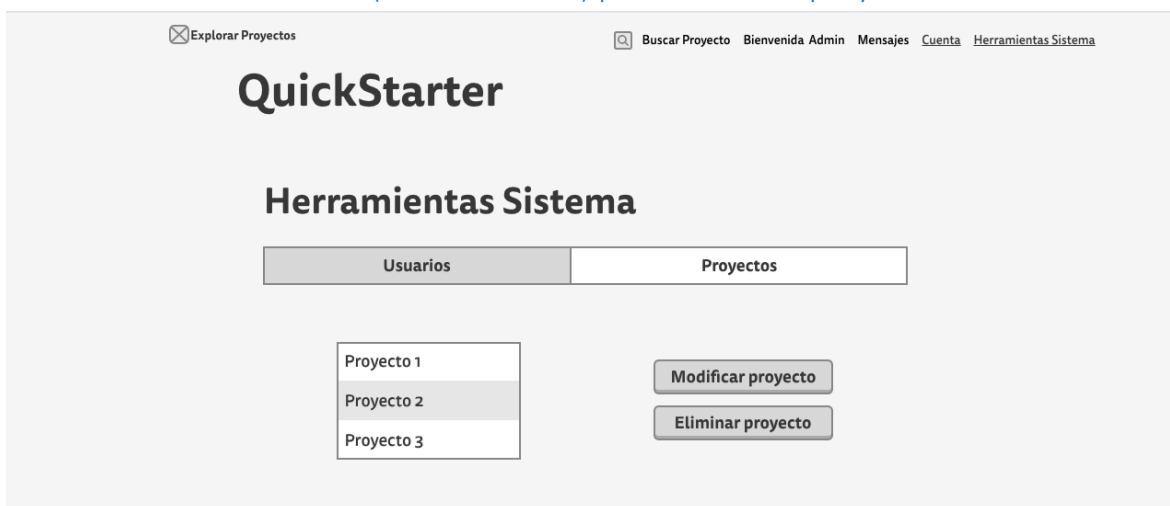 Explorar Proyectos
Buscar Proyecto Bienvenida Admin Mensajes Cuenta Herramientas Sistema
QuickStarter
Herramientas Sistema
Usuarios Proyectos
Proyecto 1
Proyecto 2
Proyecto 3
Modificar proyecto
Eliminar proyecto